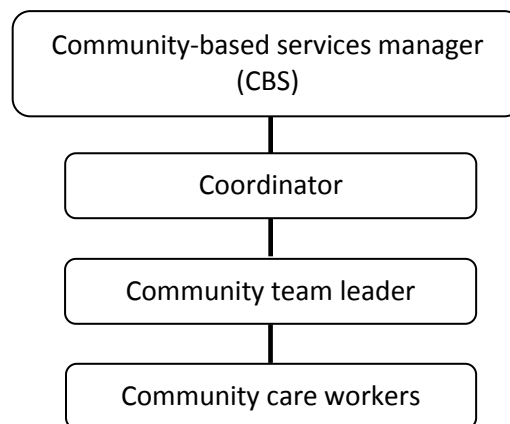 Community-based services manager
(CBS)
Coordinator
Community team leader
Community care workers